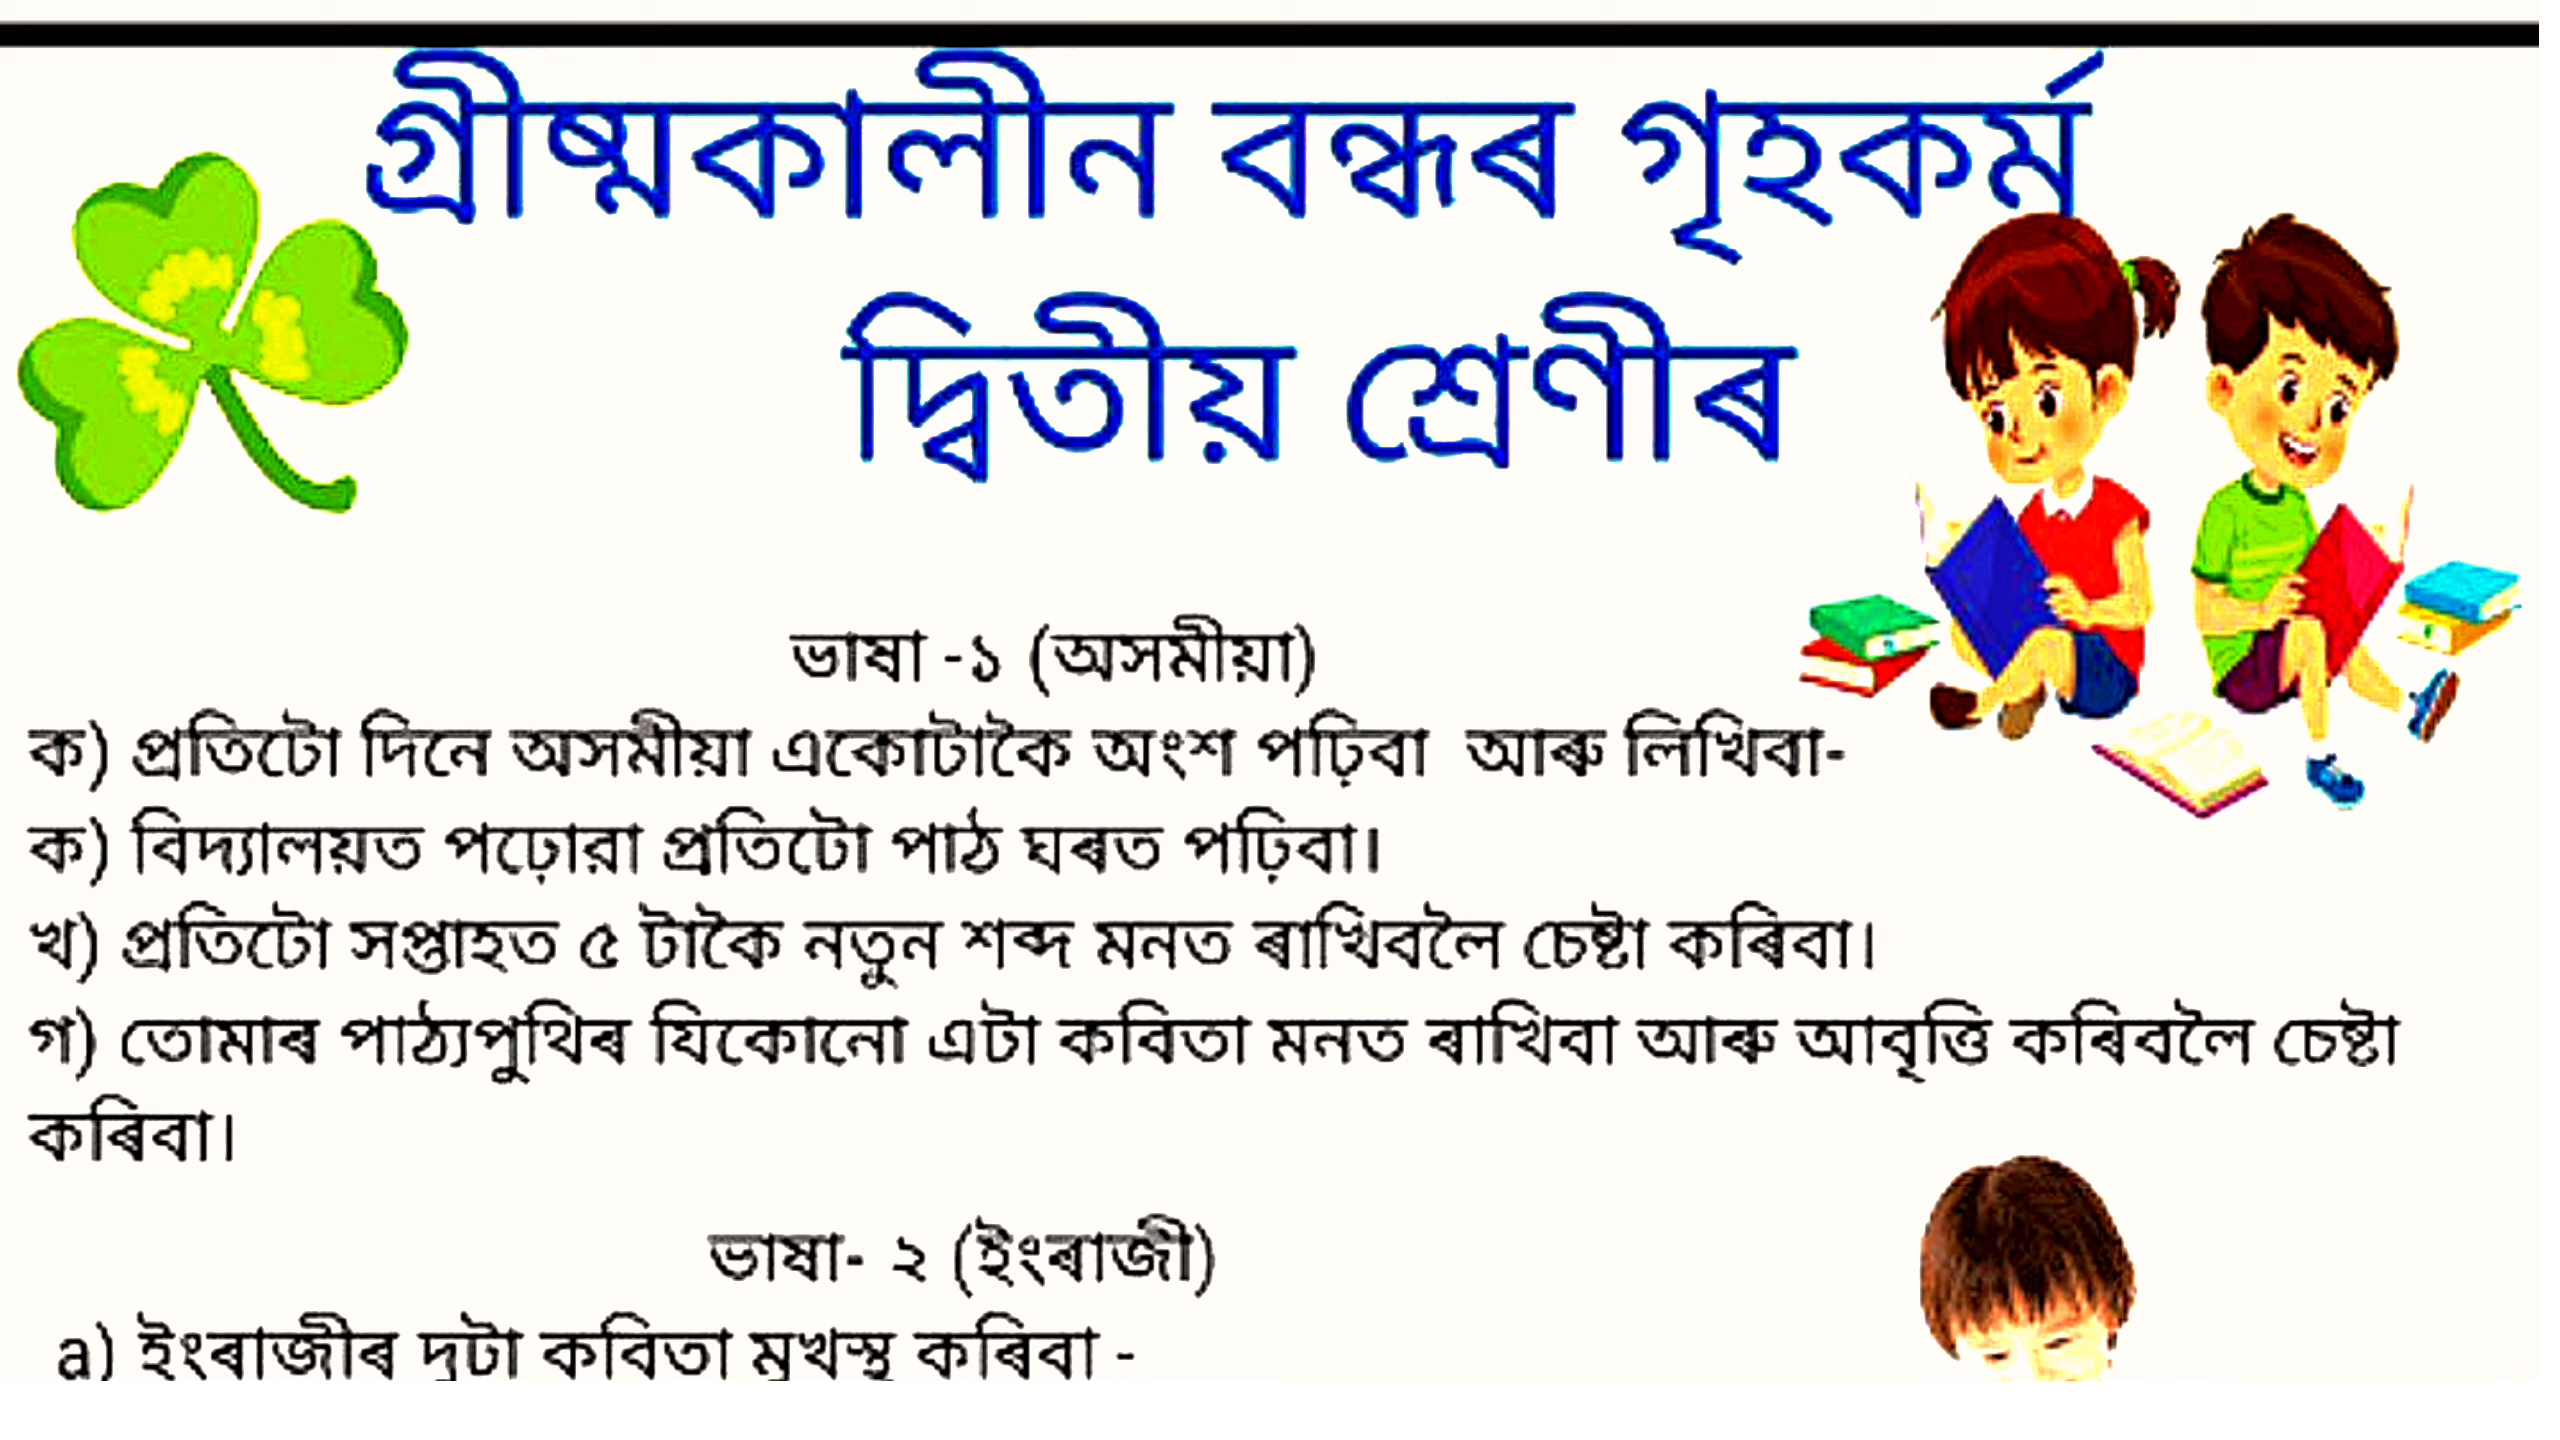 গ্ৰীষ্মকালীন বন্ধৰ গৃহকৰ্ম
দ্বিতীয় শ্ৰেণীৰ
ভাষা -১ (অসমীয়া)
ক) প্ৰতিটো দিনে অসমীয়া একোটাকৈ অংশ পঢ়িবা আৰু লিখিবা-
ক) বিদ্যালয়ত পঢ়োৱা প্ৰতিটো পাঠ ঘৰত পঢ়িবা।
খ) প্ৰতিটো সপ্তাহত ৫ টাকৈ নতুন শব্দ মনত ৰাখিবলৈ চেষ্টা কৰিবা।
গ) তোমাৰ পাঠ্যপুথিৰ যিকোনো এটা কবিতা মনত ৰাখিবা আৰু আবৃত্তি কৰিবলৈ চেষ্টা
কৰিবা।
ভাষা- ২ (ইংৰাজী)
a) ইংৰাজীৰ দুটা কবিতা মুখস্থ কৰিবা -